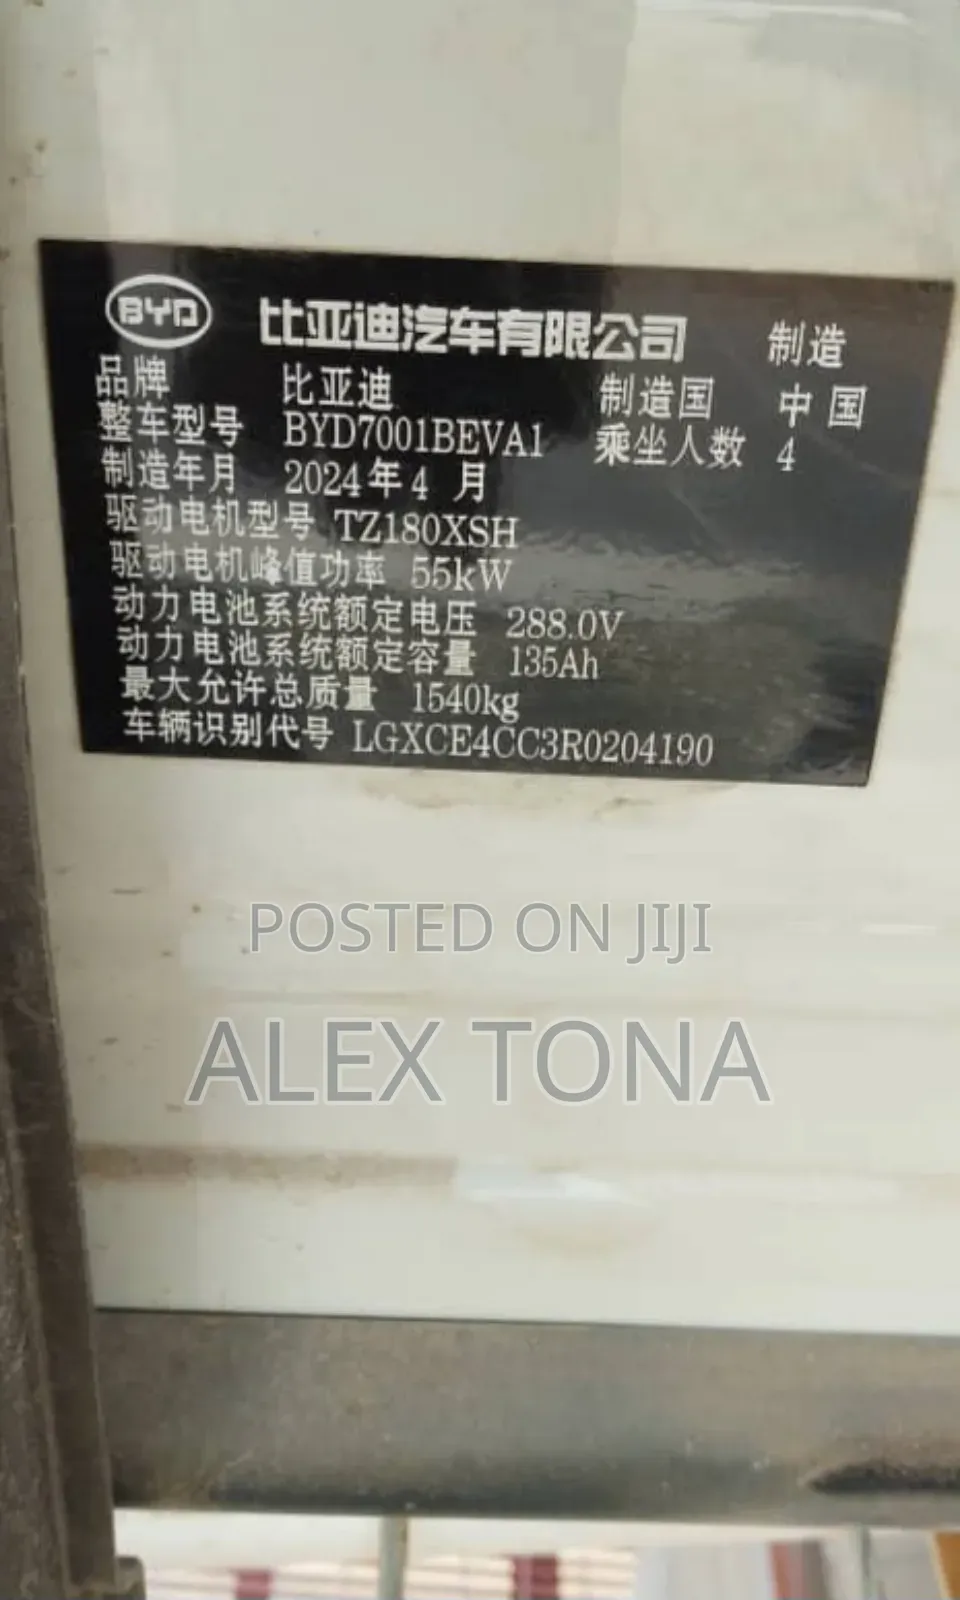 BYD 比亚迪汽车有限公司 制造
品牌 比亚迪 制造国 中国
整车型号 BYD7001BEVA1 乘坐人数 4
制造年月 2024年4月
驱动电机型号 TZ180XSH
驱动电机峰值功率 55kW
动力电池系统额定电压 288.0V
动力电池系统额定容量 135Ah
最大允许总质量 1540kg
车辆识别代号 LGXCE4CC3R0204190
POSTED ON JIJI
ALEX TONA